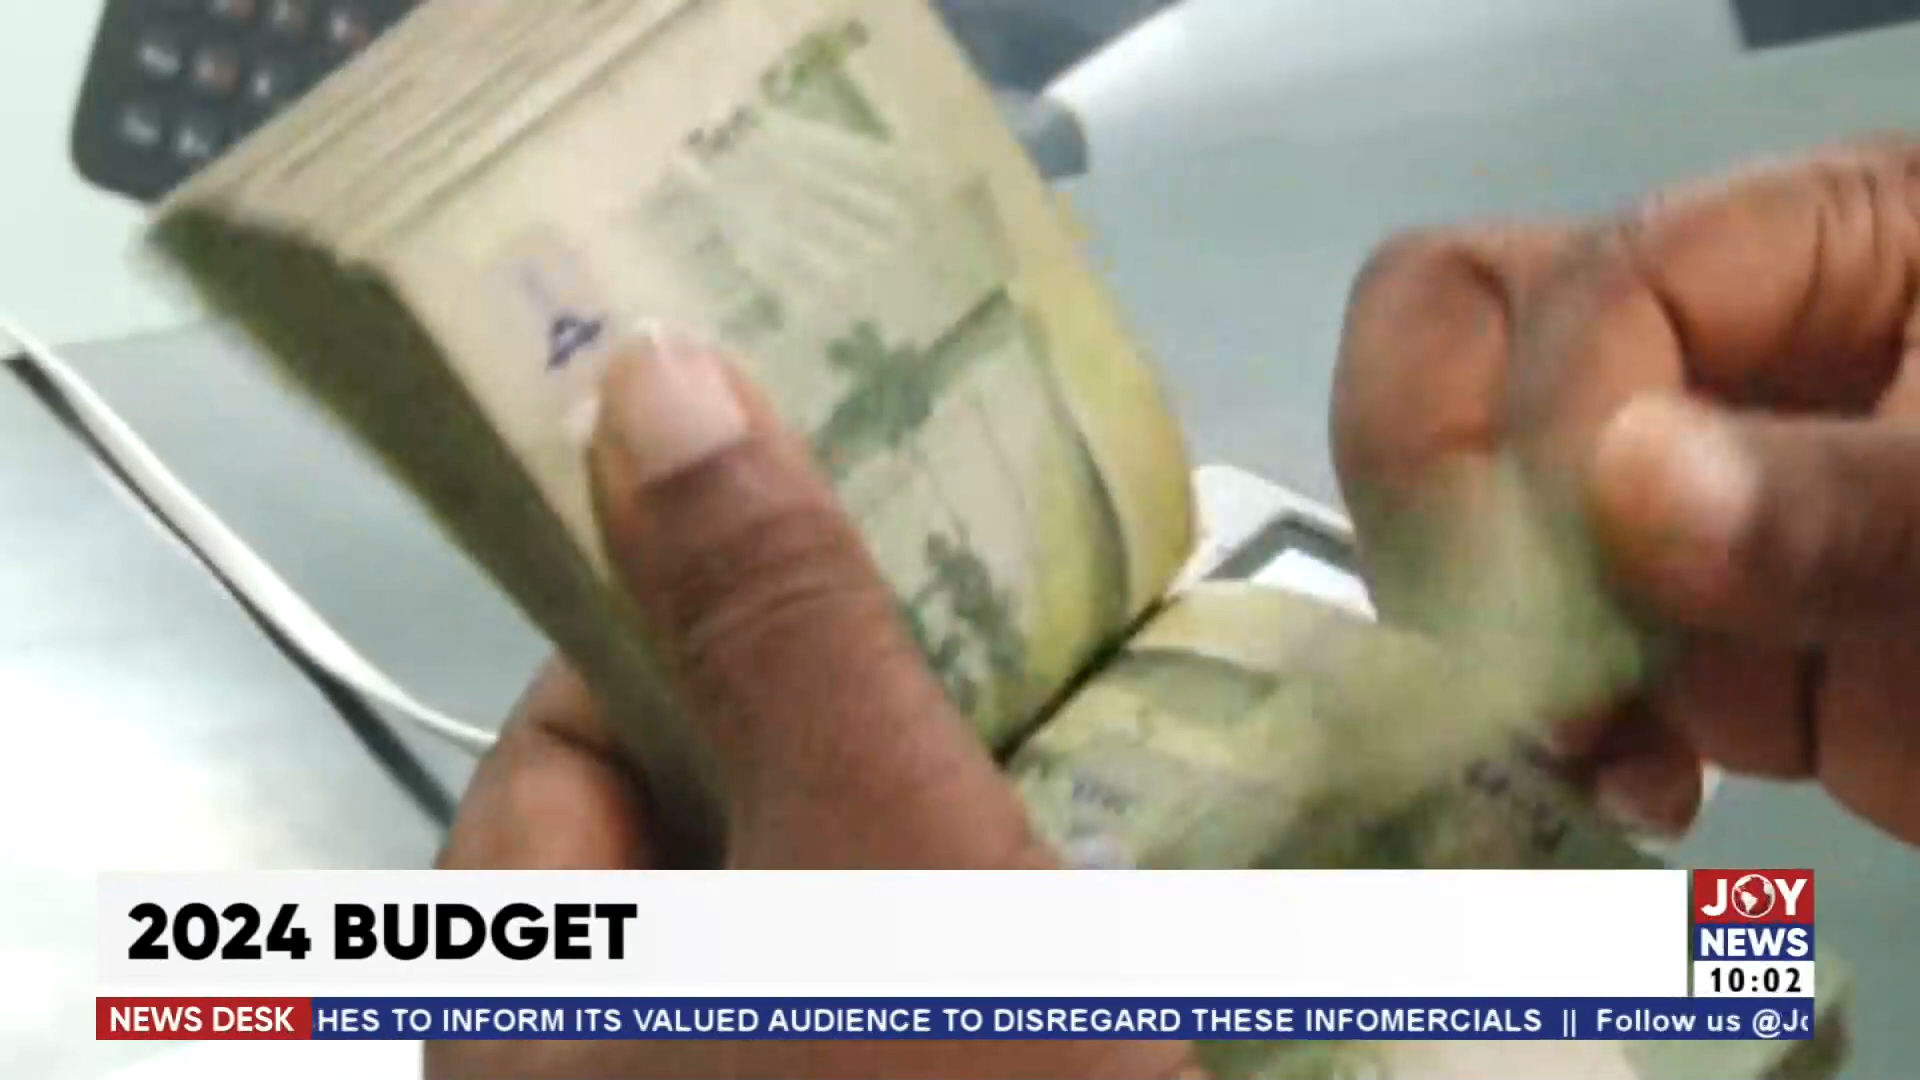 2024 BUDGET
JOY
NEWS
10:02
NEWS DESK
HES TO INFORM ITS VALUED AUDIENCE TO DISREGARD THESE INFOMERCIALS || Follow us @Jo